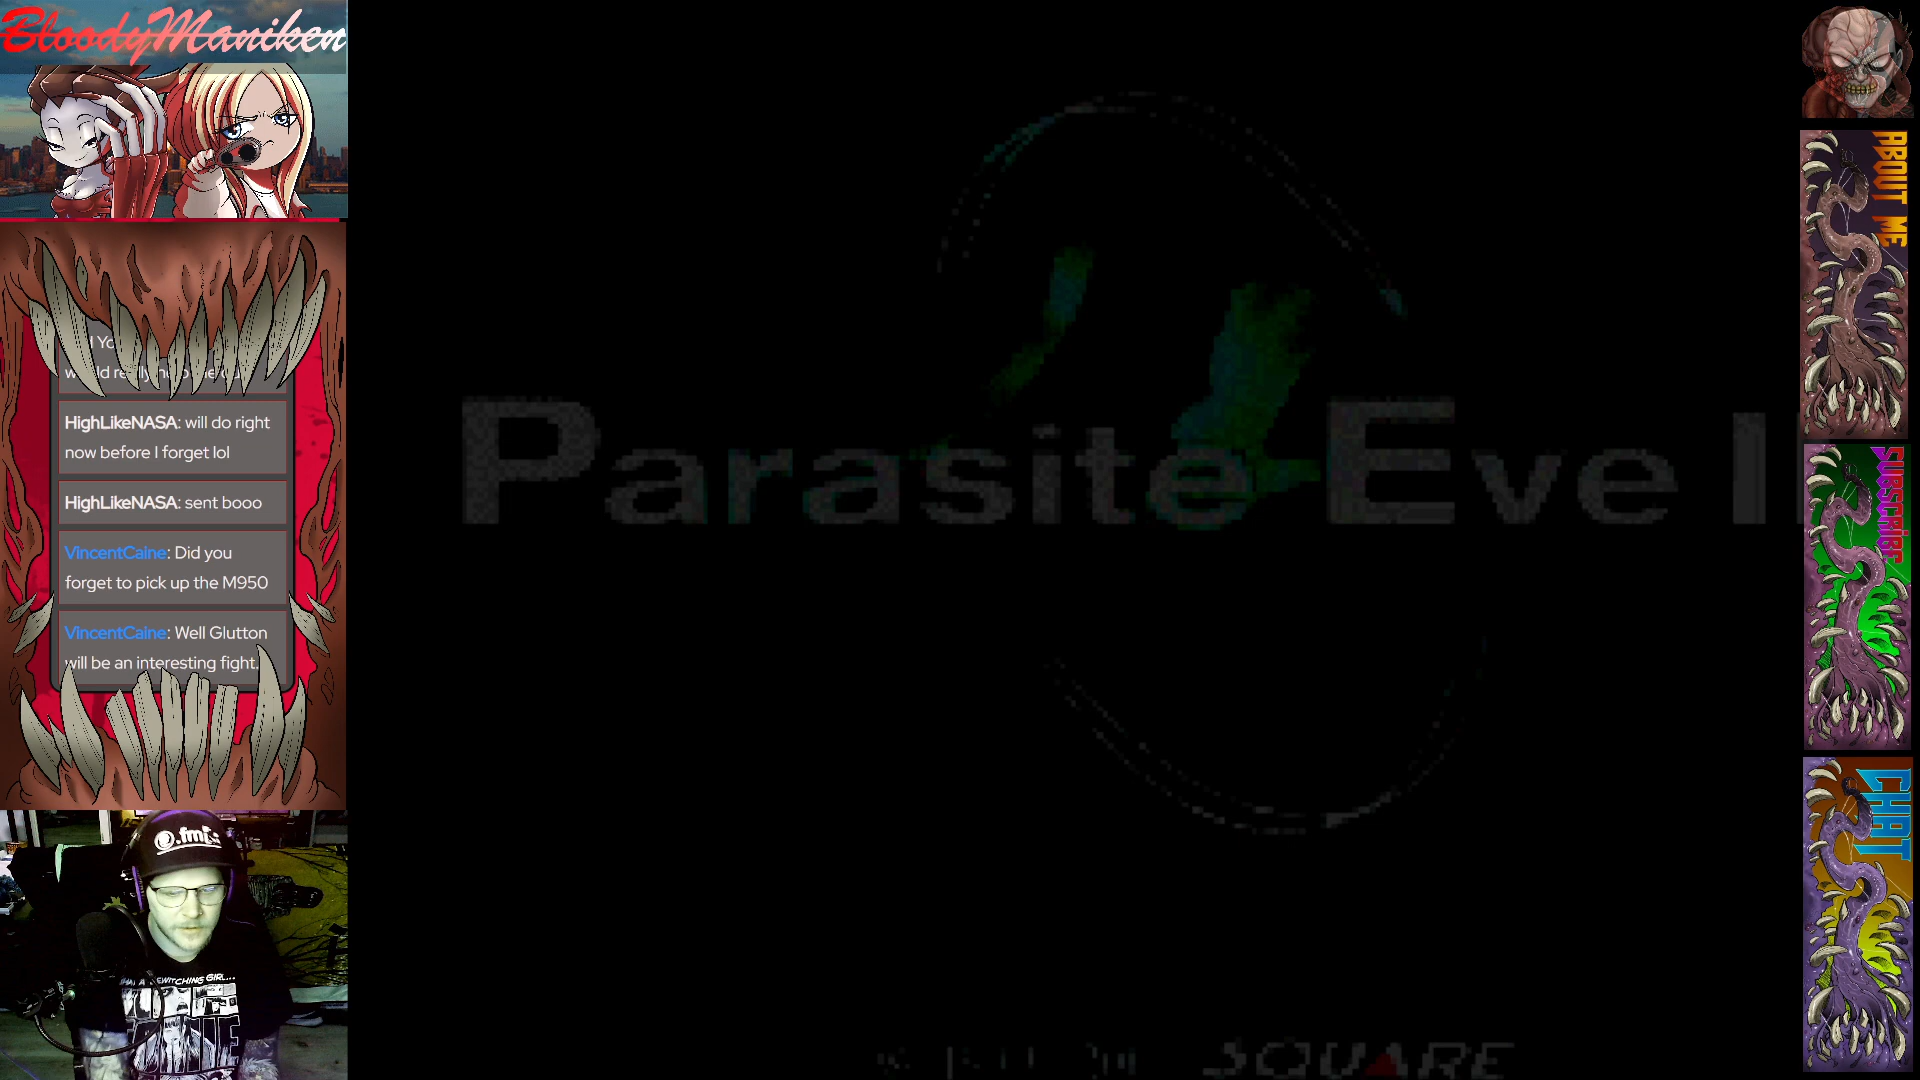 BloodyManiken
HighLikeNASA: will do right
now before I forget lol
HighLikeNASA: sent booo
VincentCaine: Did you
forget to pick up the M950
VincentCaine: Well Glutton
will be an interesting fight.
Parasite Eve II
SQUARE
ABOUT ME
SUBSCRIBE
CHAT